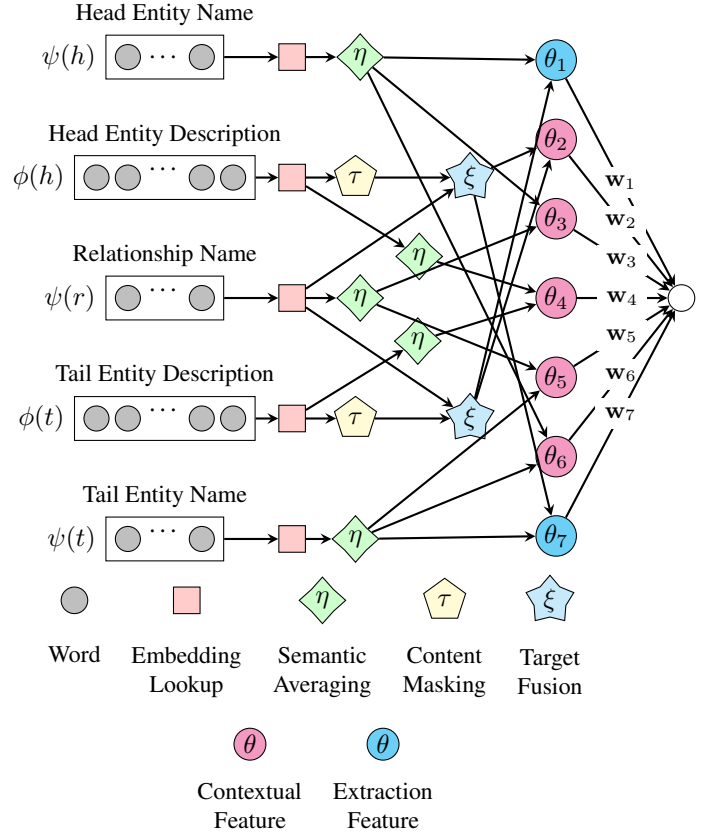 Head Entity Name
ψ(h) ··· η θ₁
Head Entity Description θ₂
ϕ(h) ··· τ ξ w₁
w₂
Relationship Name η θ₃ w₃
ψ(r) ··· η θ₄ w₄
η w₅
Tail Entity Description θ₅ w₆
ϕ(t) ··· τ ξ w₇
θ₆
Tail Entity Name
ψ(t) ··· η θ₇
η τ ξ
Word Embedding Semantic Content Target
Lookup Averaging Masking Fusion
θ θ
Contextual Extraction
Feature Feature